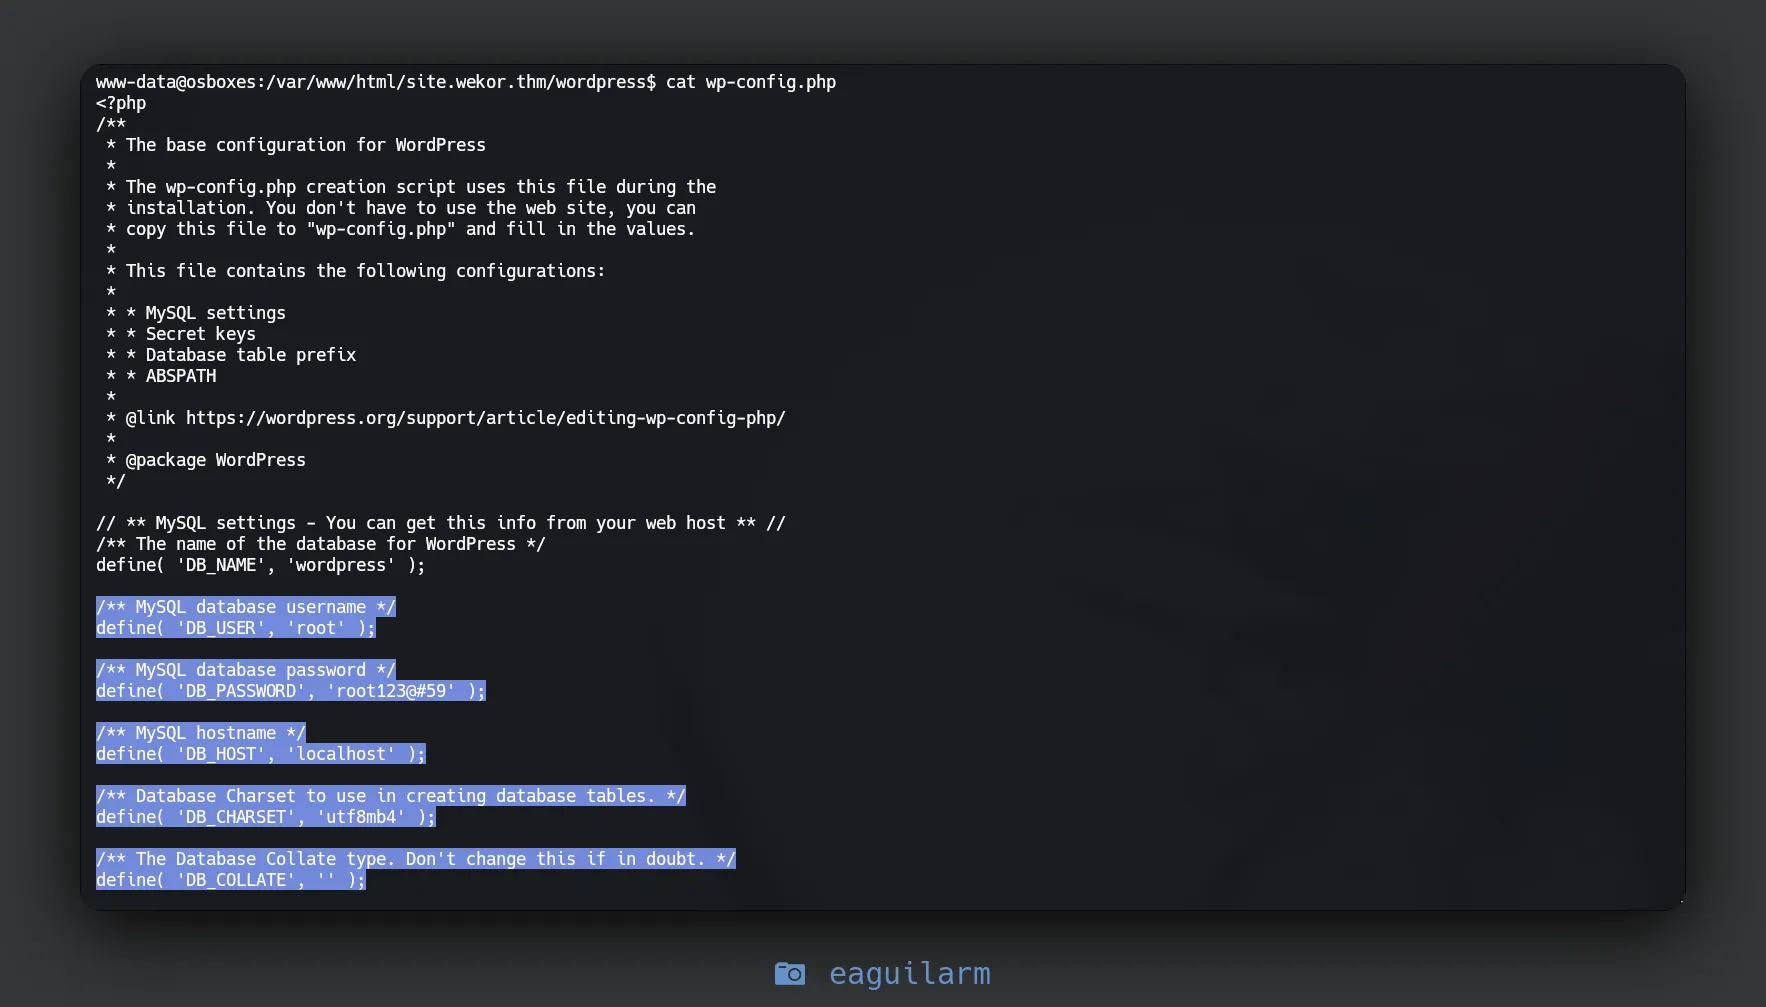 www-data@osboxes:/var/www/html/site.wekor.thm/wordpress$ cat wp-config.php
<?php
/**
 * The base configuration for WordPress
 *
 * The wp-config.php creation script uses this file during the
 * installation. You don't have to use the web site, you can
 * copy this file to "wp-config.php" and fill in the values.
 *
 * This file contains the following configurations:
 *
 * * MySQL settings
 * * Secret keys
 * * Database table prefix
 * * ABSPATH
 *
 * @link https://wordpress.org/support/article/editing-wp-config-php/
 *
 * @package WordPress
 */

// ** MySQL settings - You can get this info from your web host ** //
/** The name of the database for WordPress */
define( 'DB_NAME', 'wordpress' );

/** MySQL database username */
define( 'DB_USER', 'root' );

/** MySQL database password */
define( 'DB_PASSWORD', 'root123@#59' );

/** MySQL hostname */
define( 'DB_HOST', 'localhost' );

/** Database Charset to use in creating database tables. */
define( 'DB_CHARSET', 'utf8mb4' );

/** The Database Collate type. Don't change this if in doubt. */
define( 'DB_COLLATE', '' );

eaguilarm